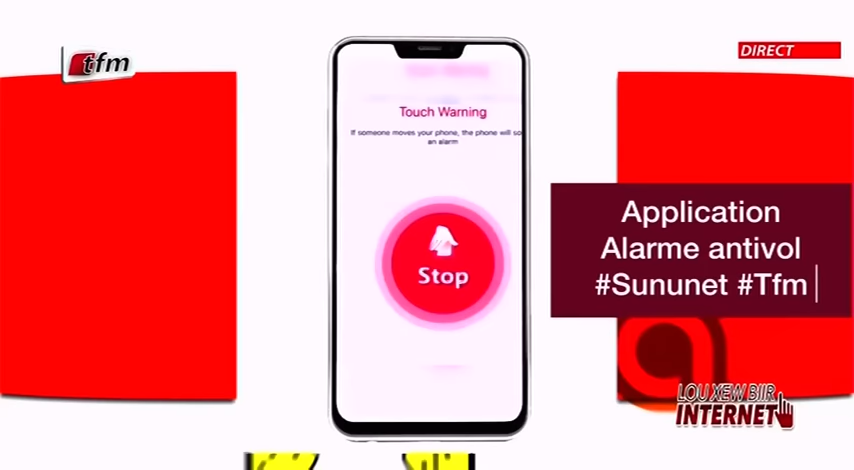 tfm
DIRECT
Touch Warning
If someone moves your phone, the phone will so
an alarm
Stop
Application
Alarme antivol
#Sununet #Tfm
LOU XEW BIIR
INTERNET